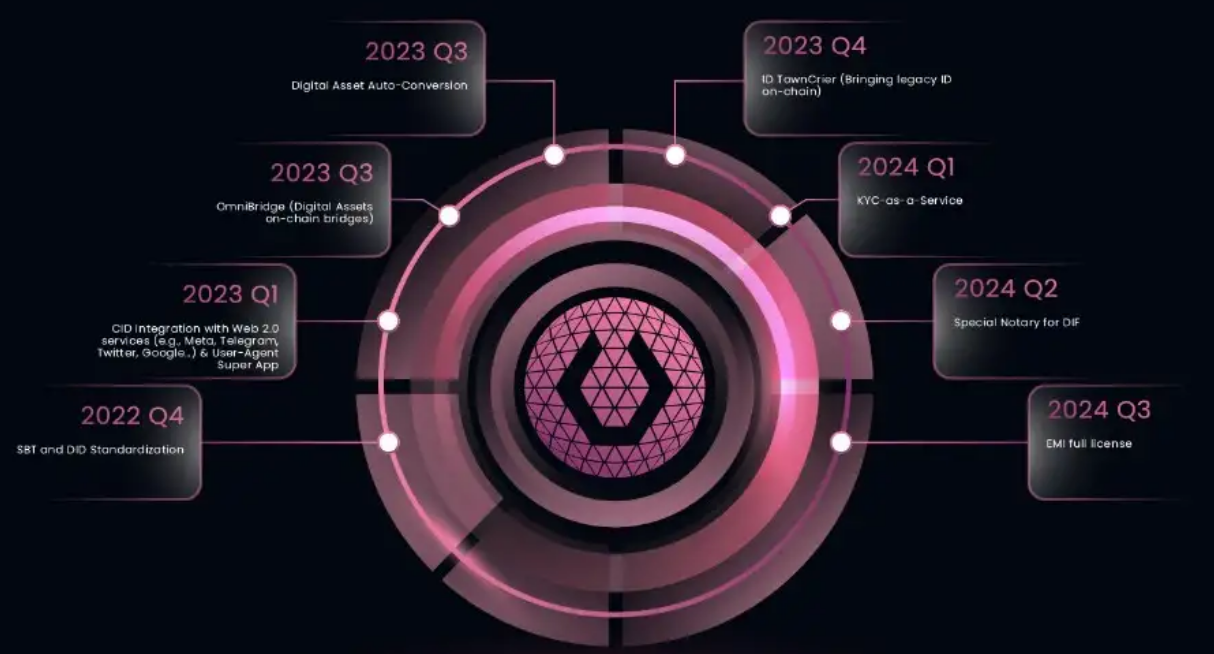 2023 Q3
Digital Asset Auto-Conversion
2023 Q4
ID TownCrier (Bringing legacy ID
on-chain)
2023 Q3
OmniBridge (Digital Assets
on-chain bridges)
2024 Q1
KYC-as-a-Service
2023 Q1
CID integration with Web 2.0
services (e.g., Meta, Telegram,
Twitter, Google..) & User-Agent
Super App
2024 Q2
Special Notary for DIF
2022 Q4
SBT and DID Standardization
2024 Q3
EMI full license